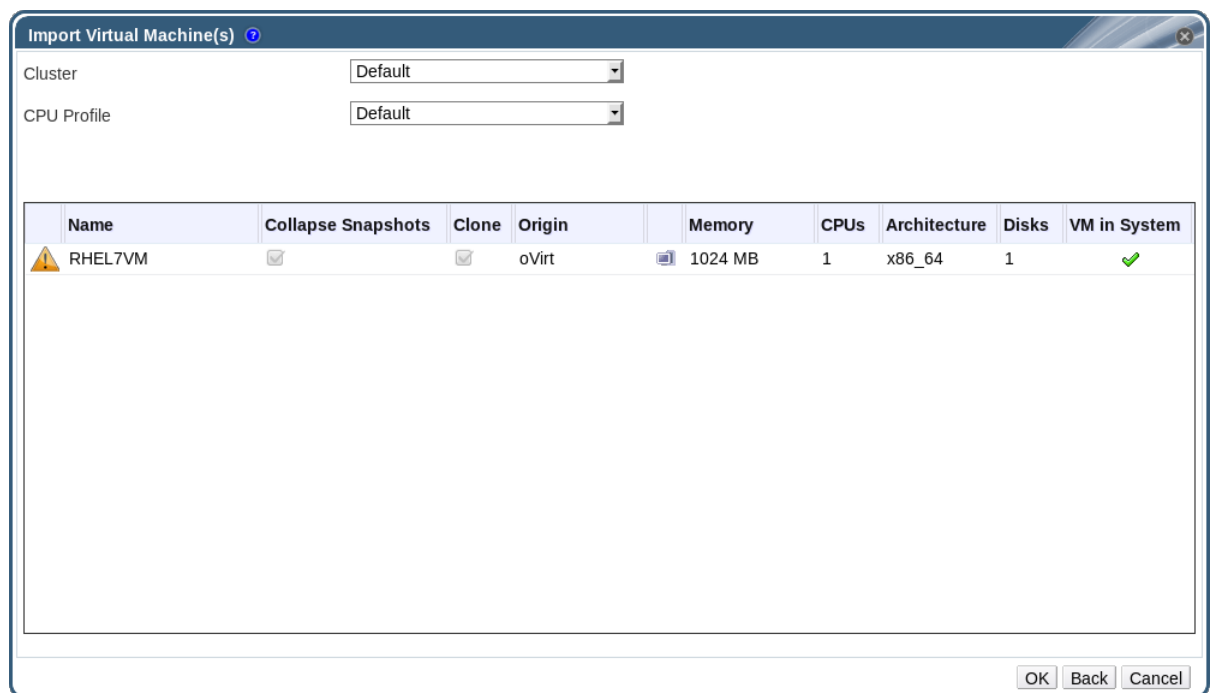 Import Virtual Machine(s) ?
Cluster Default
CPU Profile Default
Name Collapse Snapshots Clone Origin Memory CPUs Architecture Disks VM in System
RHEL7VM oVirt 1024 MB 1 x86_64 1
OK Back Cancel